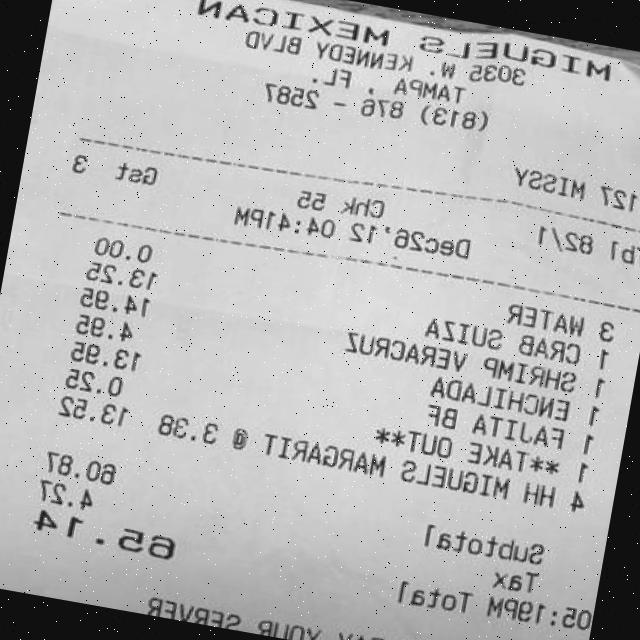 MIGUELS MEXICAN
3035 W. KENNEDY BLVD
TAMPA , FL.
(813) 876 - 2587
127 MISSY
Tbl 82/1 Chk 55 Gst 3
Dec26'12 04:41PM
3 WATER 0.00
1 CRAB SUIZA 13.25
1 SHRIMP VERACRUZ 14.95
1 ENCHILADA 4.95
1 FAJITA BF 13.95
1 **TAKE OUT** 0.25
4 HH MIGUELS MARGARIT @ 3.38 13.52
Subtotal 60.87
Tax 4.27
05:19PM Total 65.14
YOUR SERVER